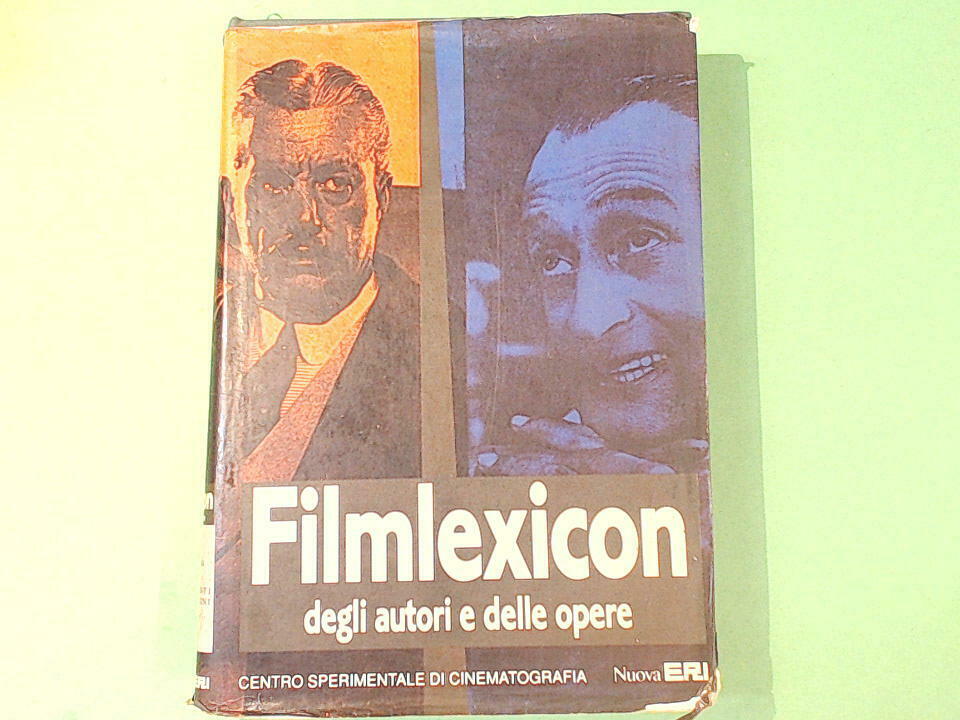 Filmlexicon
degli autori e delle opere
CENTRO SPERIMENTALE DI CINEMATOGRAFIA
Nuova ERI